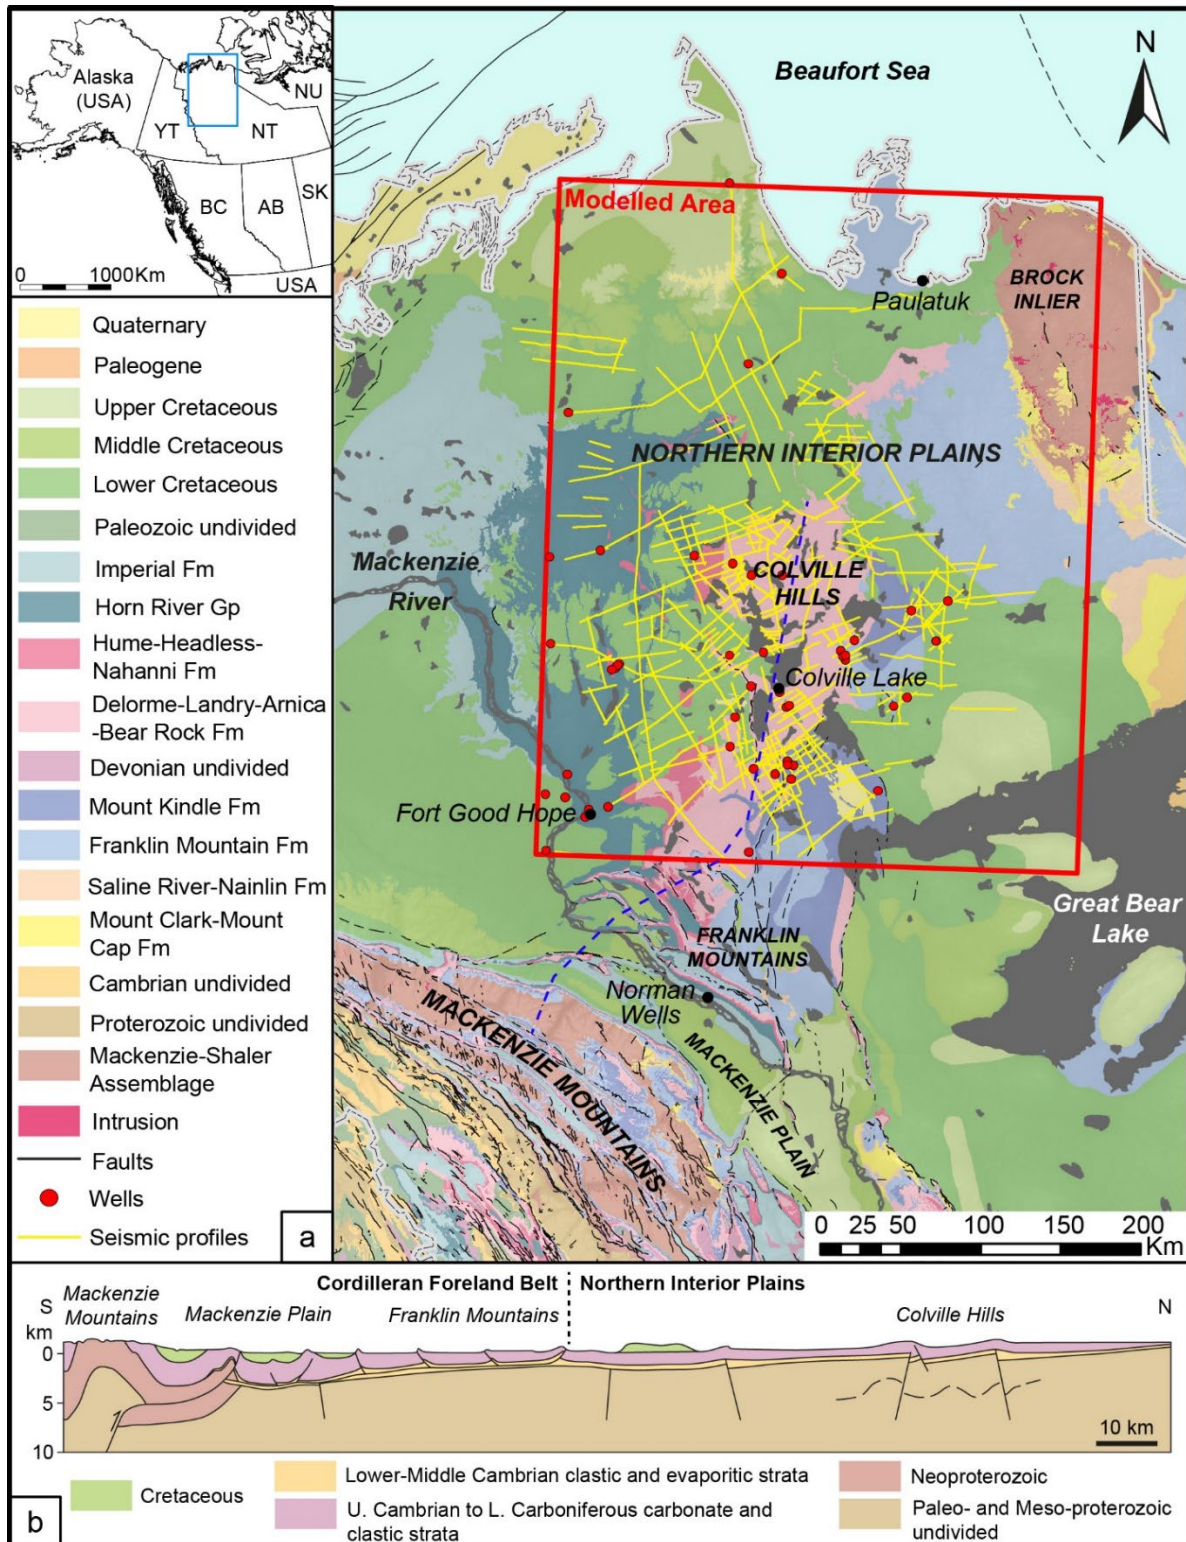 Alaska
(USA)
YT
NT
NU
BC
AB
SK
USA
0
1000Km
Quaternary
Paleogene
Upper Cretaceous
Middle Cretaceous
Lower Cretaceous
Paleozoic undivided
Imperial Fm
Horn River Gp
Hume-Headless-
Nahanni Fm
Delorme-Landry-Arnica
-Bear Rock Fm
Devonian undivided
Mount Kindle Fm
Franklin Mountain Fm
Saline River-Nainlin Fm
Mount Clark-Mount
Cap Fm
Cambrian undivided
Proterozoic undivided
Mackenzie-Shaler
Assemblage
Intrusion
Faults
Wells
Seismic profiles
a
Beaufort Sea
N
Modelled Area
Paulatuk
BROCK
INLIER
NORTHERN INTERIOR PLAINS
Mackenzie
River
COLVILLE
HILLS
Colville Lake
Fort Good Hope
Great Bear
Lake
FRANKLIN
MOUNTAINS
Norman
Wells
MACKENZIE MOUNTAINS
MACKENZIE PLAIN
0 25 50 100 150 200
Km
Cordilleran Foreland Belt
Northern Interior Plains
Mackenzie
Mountains
Mackenzie Plain
Franklin Mountains
Colville Hills
S
N
km
0
5
10
10 km
Cretaceous
Lower-Middle Cambrian clastic and evaporitic strata
U. Cambrian to L. Carboniferous carbonate and
clastic strata
Neoproterozoic
Paleo- and Meso-proterozoic
undivided
b